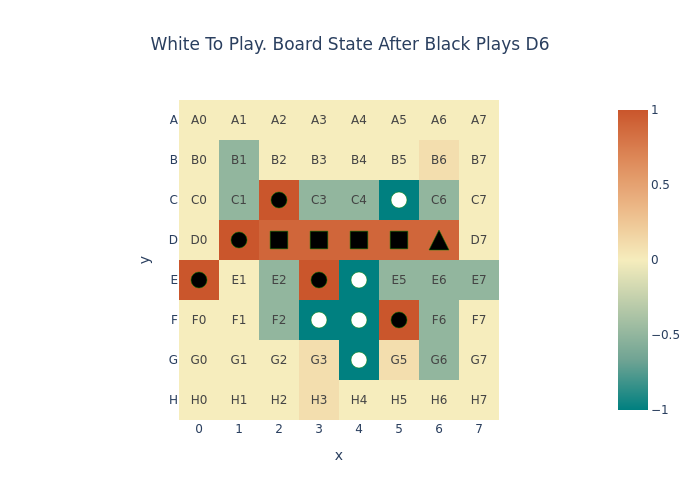 White To Play. Board State After Black Plays D6
A A0 A1 A2 A3 A4 A5 A6 A7
B B0 B1 B2 B3 B4 B5 B6 B7
C C0 C1 C3 C4 C6 C7
D D0 D7
E E1 E2 E5 E6 E7
F F0 F1 F2 F6 F7
G G0 G1 G2 G3 G5 G6 G7
H H0 H1 H2 H3 H4 H5 H6 H7
0 1 2 3 4 5 6 7
x
y
1
0.5
0
−0.5
−1